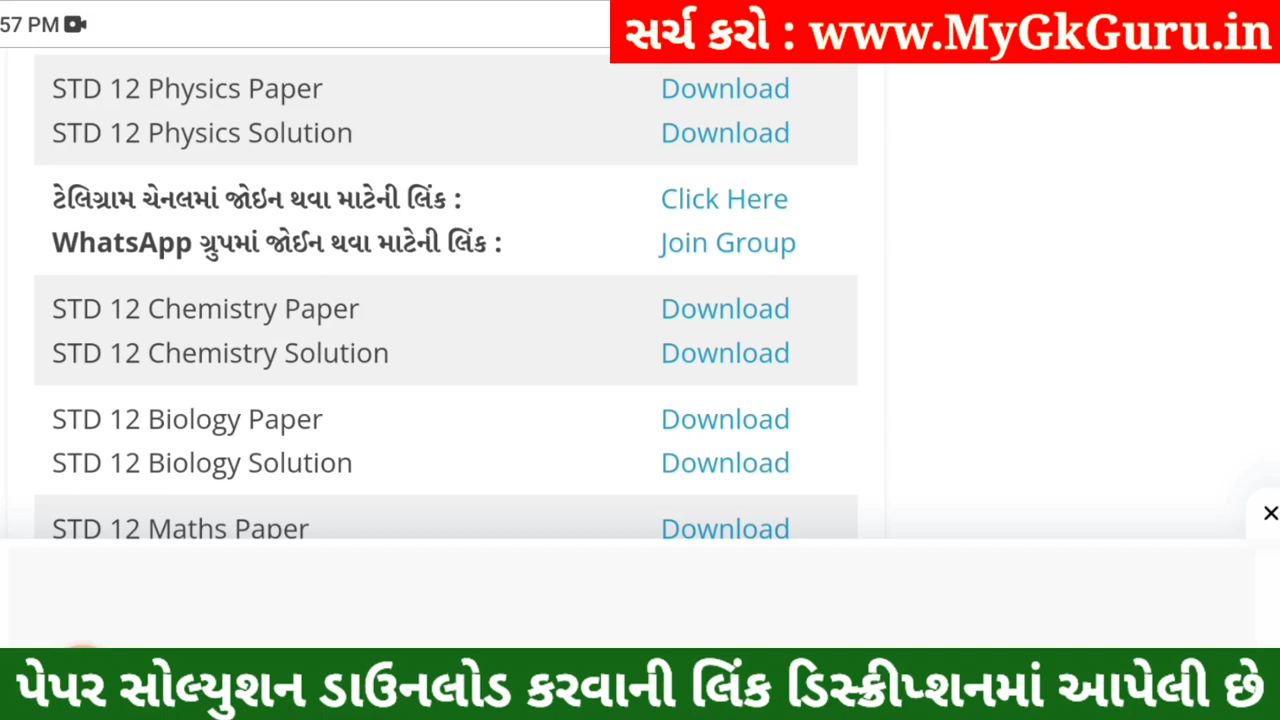 57 PM
સર્ચ કરો : www.MyGkGuru.in
STD 12 Physics Paper Download
STD 12 Physics Solution Download
ટેલિગ્રામ ચેનલમાં જોઇન થવા માટેની લિંક : Click Here
WhatsApp ગ્રુપમાં જોઈન થવા માટેની લિંક : Join Group
STD 12 Chemistry Paper Download
STD 12 Chemistry Solution Download
STD 12 Biology Paper Download
STD 12 Biology Solution Download
STD 12 Maths Paper Download
પેપર સોલ્યુશન ડાઉનલોડ કરવાની લિંક ડિસ્ક્રીપ્શનમાં આપેલી છે